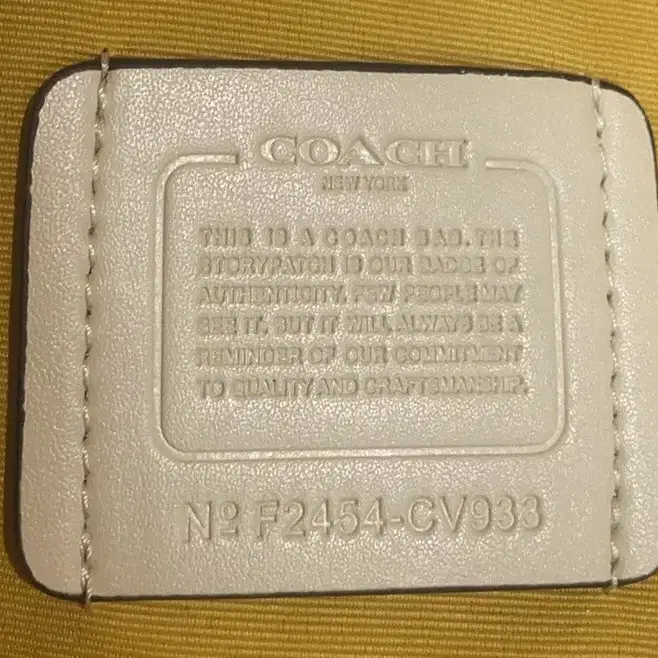 COACH
NEW YORK
THIS IS A COACH BAG. THE
STORYPATCH IS OUR BADGE OF
AUTHENTICITY. FEW PEOPLE MAY
SEE IT, BUT IT WILL ALWAYS BE A
REMINDER OF OUR COMMITMENT
TO QUALITY AND CRAFTSMANSHIP.
Nº F2454-CV933